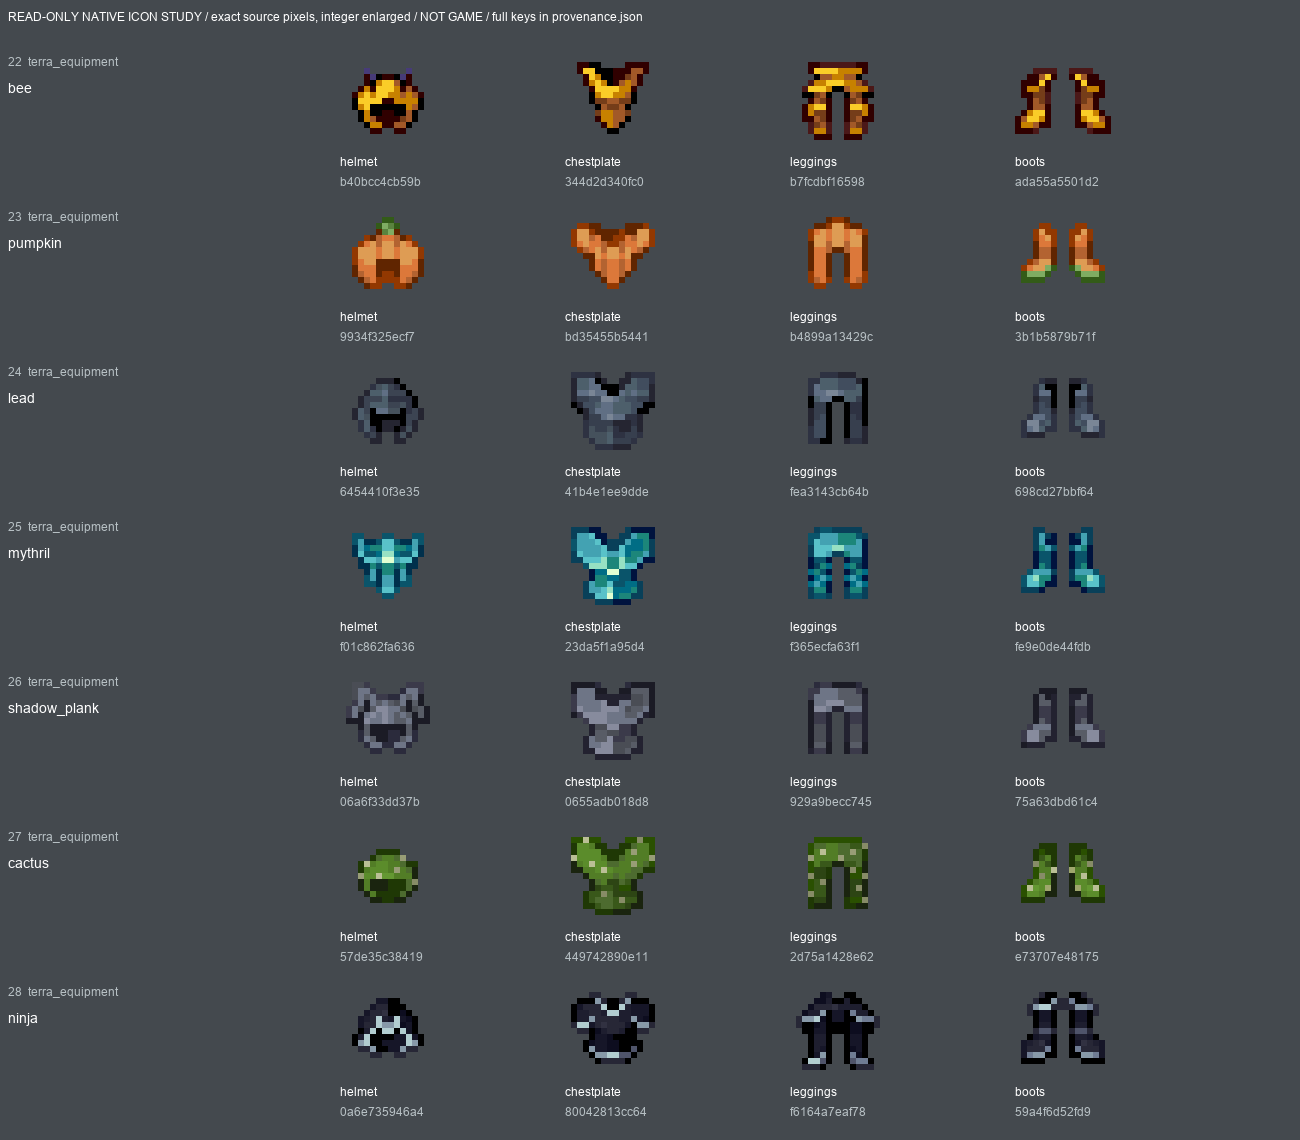 READ-ONLY NATIVE ICON STUDY / exact source pixels, integer enlarged / NOT GAME / full keys in provenance.json
22 terra_equipment
bee
helmet chestplate leggings boots
b40bcc4cb59b 344d2d340fc0 b7fcdbf16598 ada55a5501d2
23 terra_equipment
pumpkin
helmet chestplate leggings boots
9934f325ecf7 bd35455b5441 b4899a13429c 3b1b5879b71f
24 terra_equipment
lead
helmet chestplate leggings boots
6454410f3e35 41b4e1ee9dde fea3143cb64b 698cd27bbf64
25 terra_equipment
mythril
helmet chestplate leggings boots
f01c862fa636 23da5f1a95d4 f365ecfa63f1 fe9e0de44fdb
26 terra_equipment
shadow_plank
helmet chestplate leggings boots
06a6f33dd37b 0655adb018d8 929a9becc745 75a63dbd61c4
27 terra_equipment
cactus
helmet chestplate leggings boots
57de35c38419 449742890e11 2d75a1428e62 e73707e48175
28 terra_equipment
ninja
helmet chestplate leggings boots
0a6e735946a4 80042813cc64 f6164a7eaf78 59a4f6d52fd9